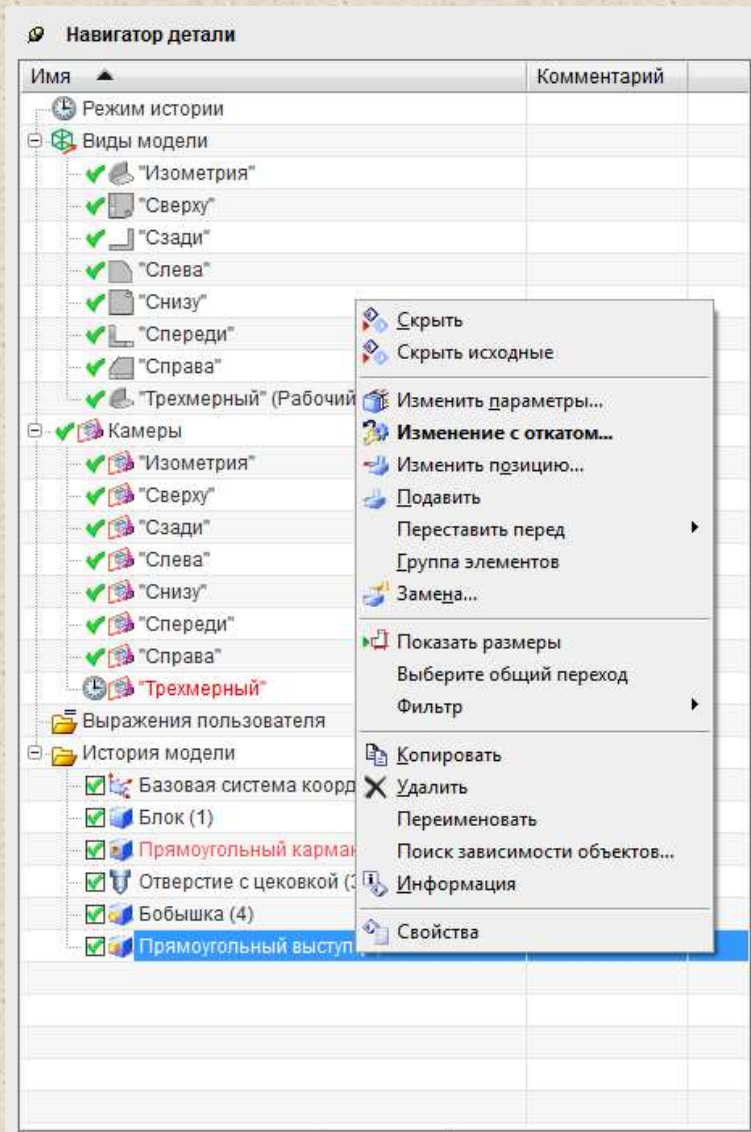 Навигатор детали
Имя Комментарий
Режим истории
Виды модели
"Изометрия"
"Сверху"
"Сзади"
"Слева"
"Снизу"
"Спереди"
"Справа"
"Трехмерный" (Рабочий
Камеры
"Изометрия"
"Сверху"
"Сзади"
"Слева"
"Снизу"
"Спереди"
"Справа"
"Трехмерный"
Выражения пользователя
История модели
Базовая система коорд
Блок (1)
Прямоугольный карман
Отверстие с цековкой (3
Бобышка (4)
Прямоугольный выступ
Скрыть
Скрыть исходные
Изменить параметры...
Изменение с откатом...
Изменить позицию...
Подавить
Переставить перед
Группа элементов
Замена...
Показать размеры
Выберите общий переход
Фильтр
Копировать
Удалить
Переименовать
Поиск зависимости объектов...
Информация
Свойства